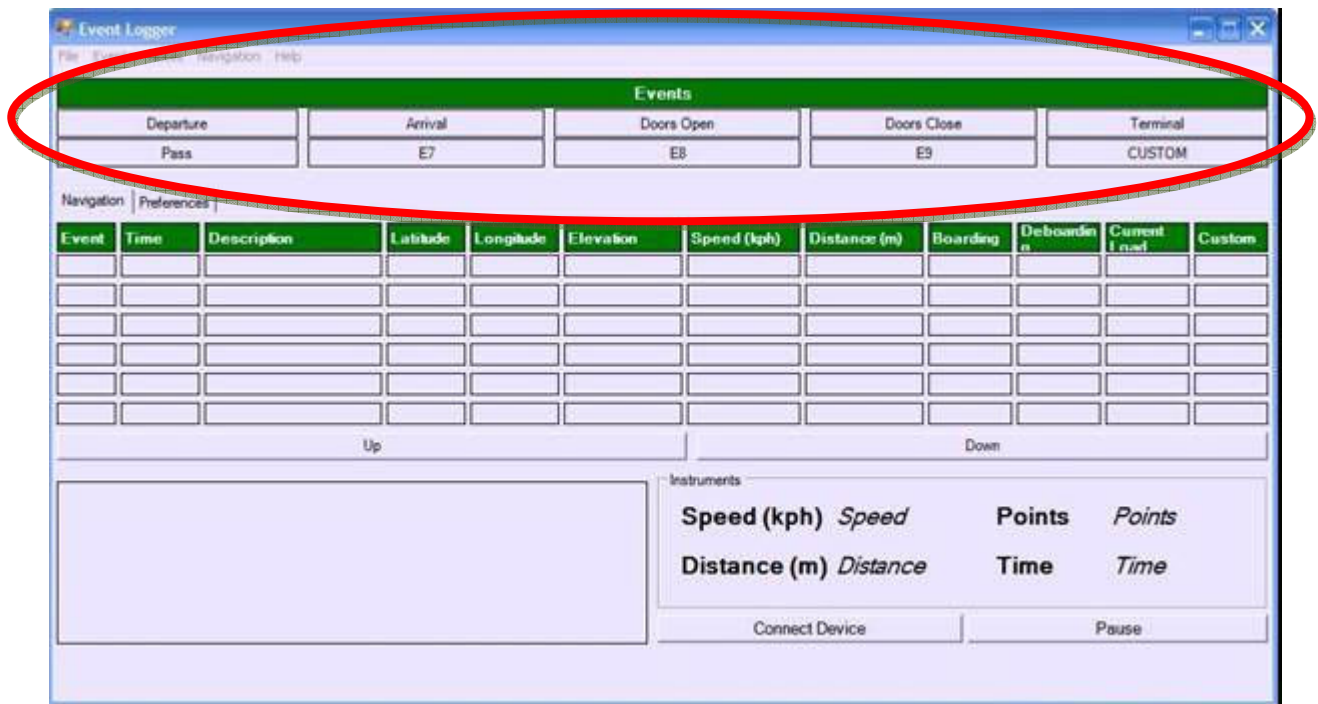 Event Logger
File Navigation Help
Events
Departure Arrival Doors Open Doors Close Terminal
Pass E7 E8 E9 CUSTOM
Navigation Preferences
Event Time Description Latitude Longitude Elevation Speed (kph) Distance (m) Boarding Deboardin Current Custom
Up Down
Instruments
Speed (kph) Speed Points Points
Distance (m) Distance Time Time
Connect Device Pause